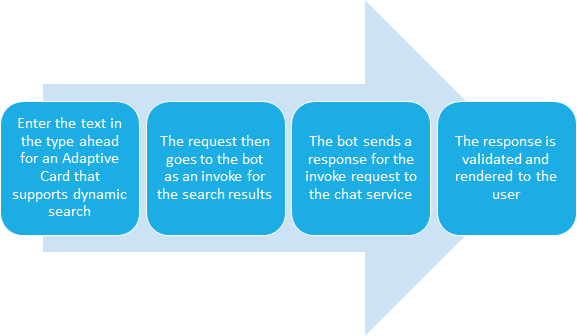 Enter the text in
the type ahead
for an Adaptive
Card that
supports dynamic
search
The request then
goes to the bot
as an invoke for
the search results
The bot sends a
response for the
invoke request to
the chat service
The response is
validated and
rendered to the
user